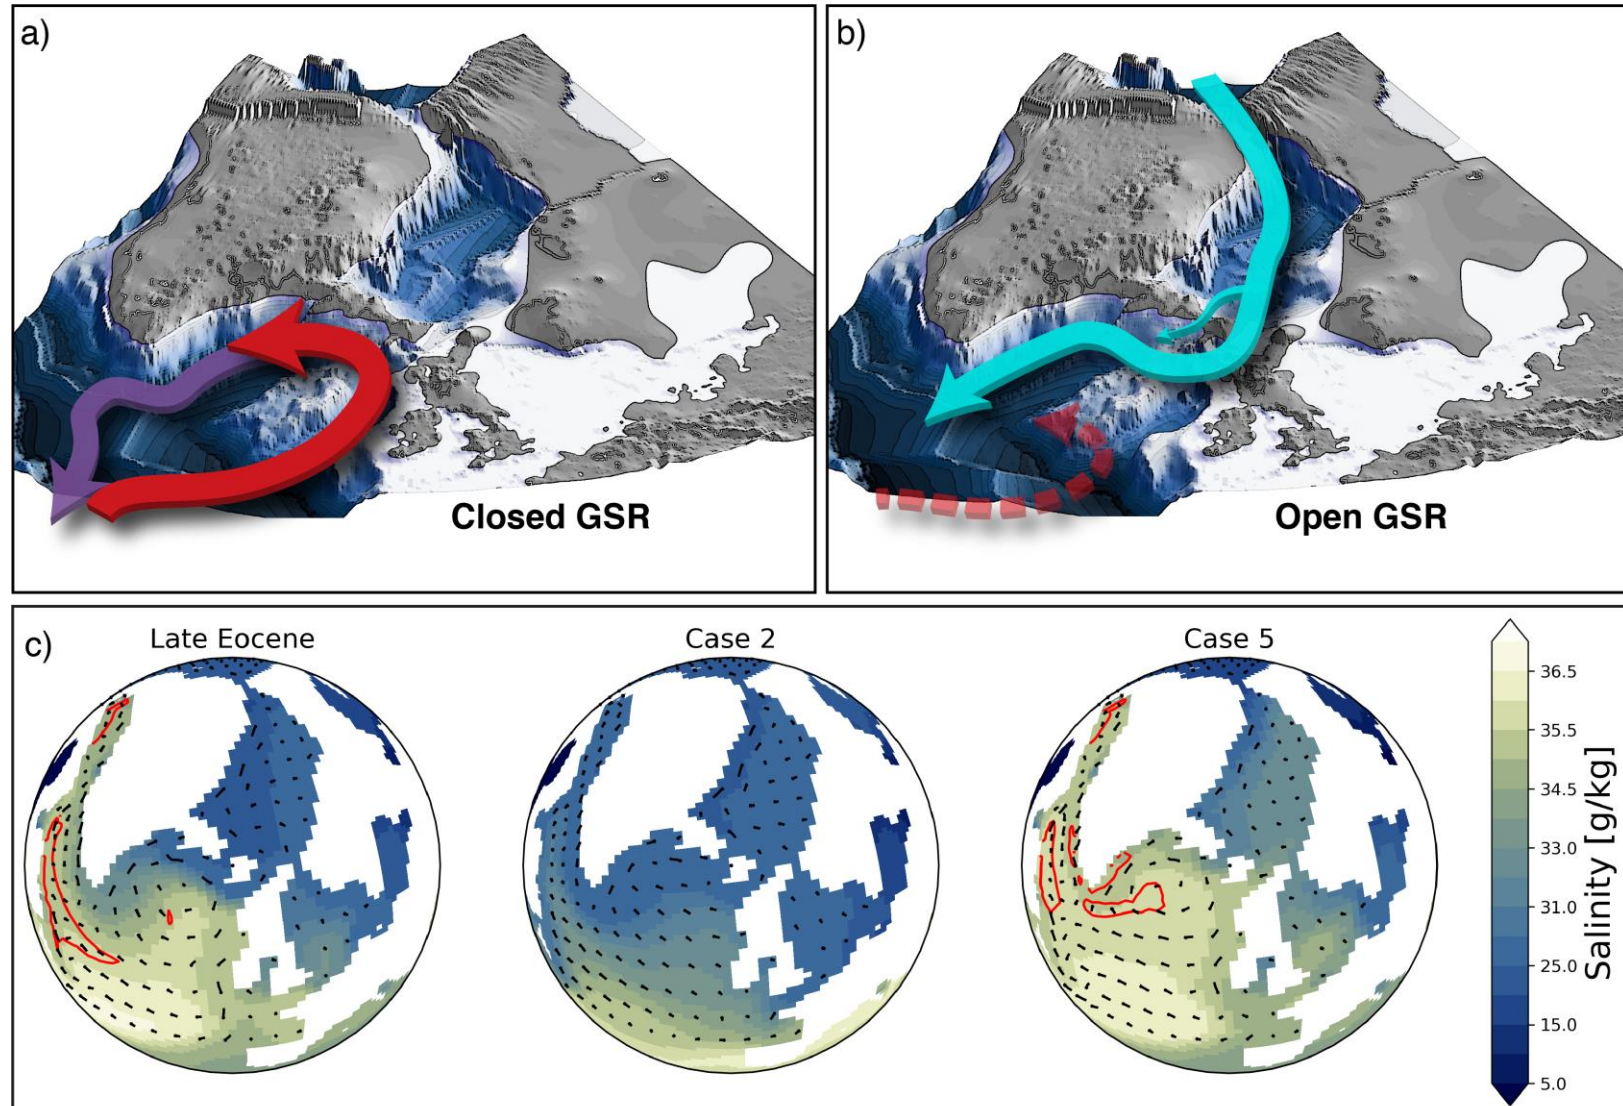 a)
b)
Closed GSR
Open GSR
c)
Late Eocene
Case 2
Case 5
36.5
35.5
34.5
33.0
31.0
25.0
15.0
5.0
Salinity [g/kg]